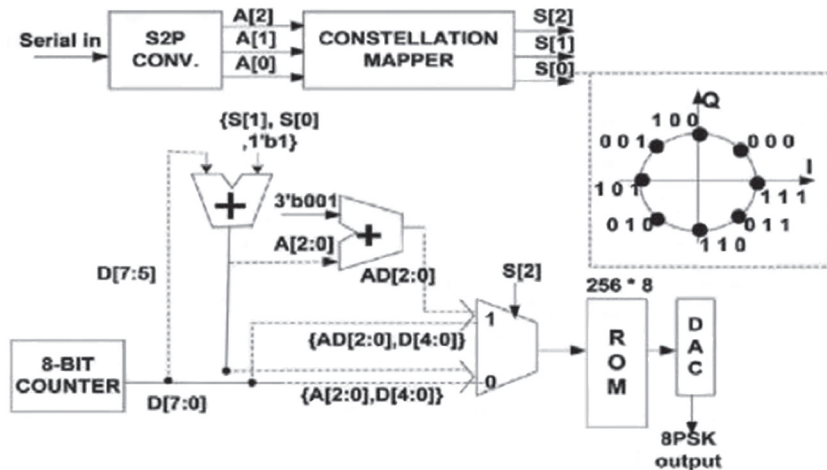 Serial in
S2P
CONV.
A[2]
A[1]
A[0]
CONSTELLATION
MAPPER
S[2]
S[1]
S[0]
Q
1 0 0
0 0 1
0 0 0
I
1 0 1
1 1 1
0 1 0
0 1 1
1 1 0
{S[1], S[0]
,1'b1}
+
3'b001
+
A[2:0]
AD[2:0]
D[7:5]
S[2]
256 * 8
1
{AD[2:0],D[4:0]}
ROM
DAC
8-BIT
COUNTER
0
D[7:0]
{A[2:0],D[4:0]}
8PSK
output